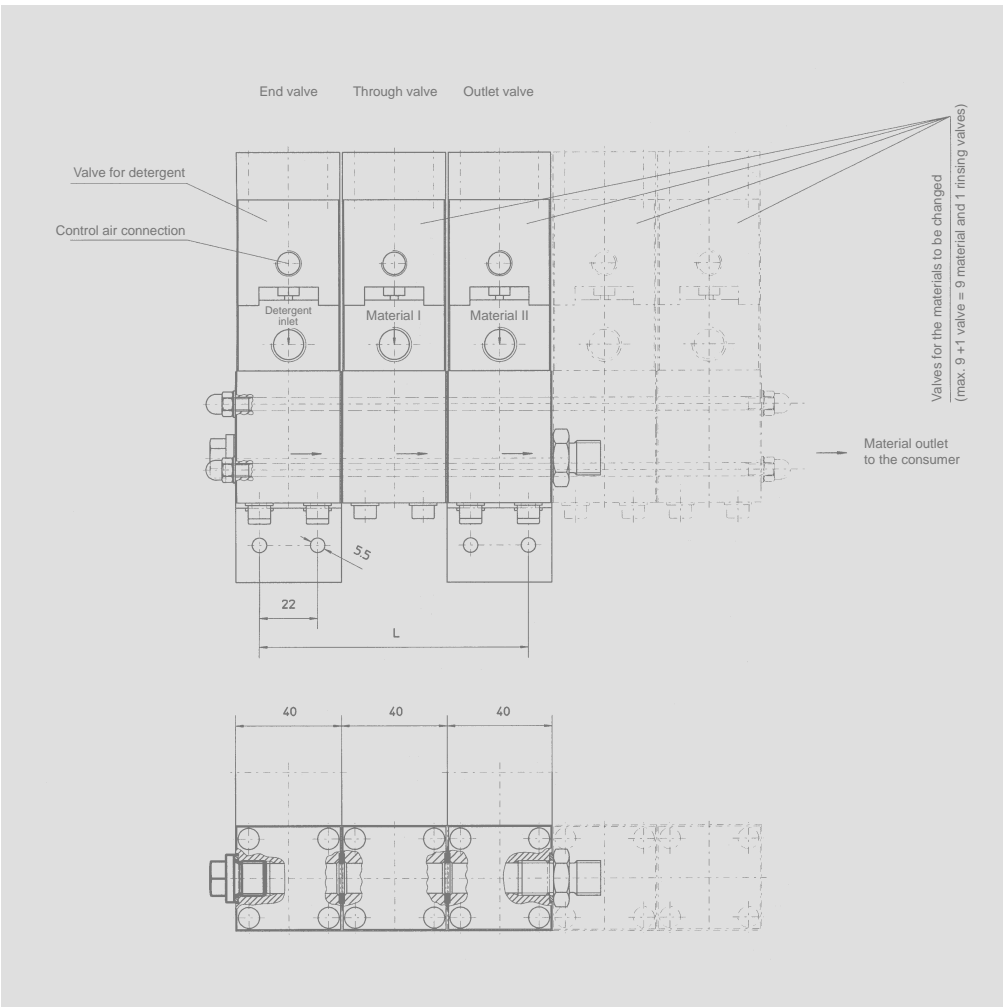 End valve
Through valve
Outlet valve
Valve for detergent
Control air connection
Detergent
inlet
Material I
Material II
Valves for the materials to be changed
(max. 9 +1 valve = 9 material and 1 rinsing valves)
Material outlet
to the consumer
5.5
22
L
40
40
40